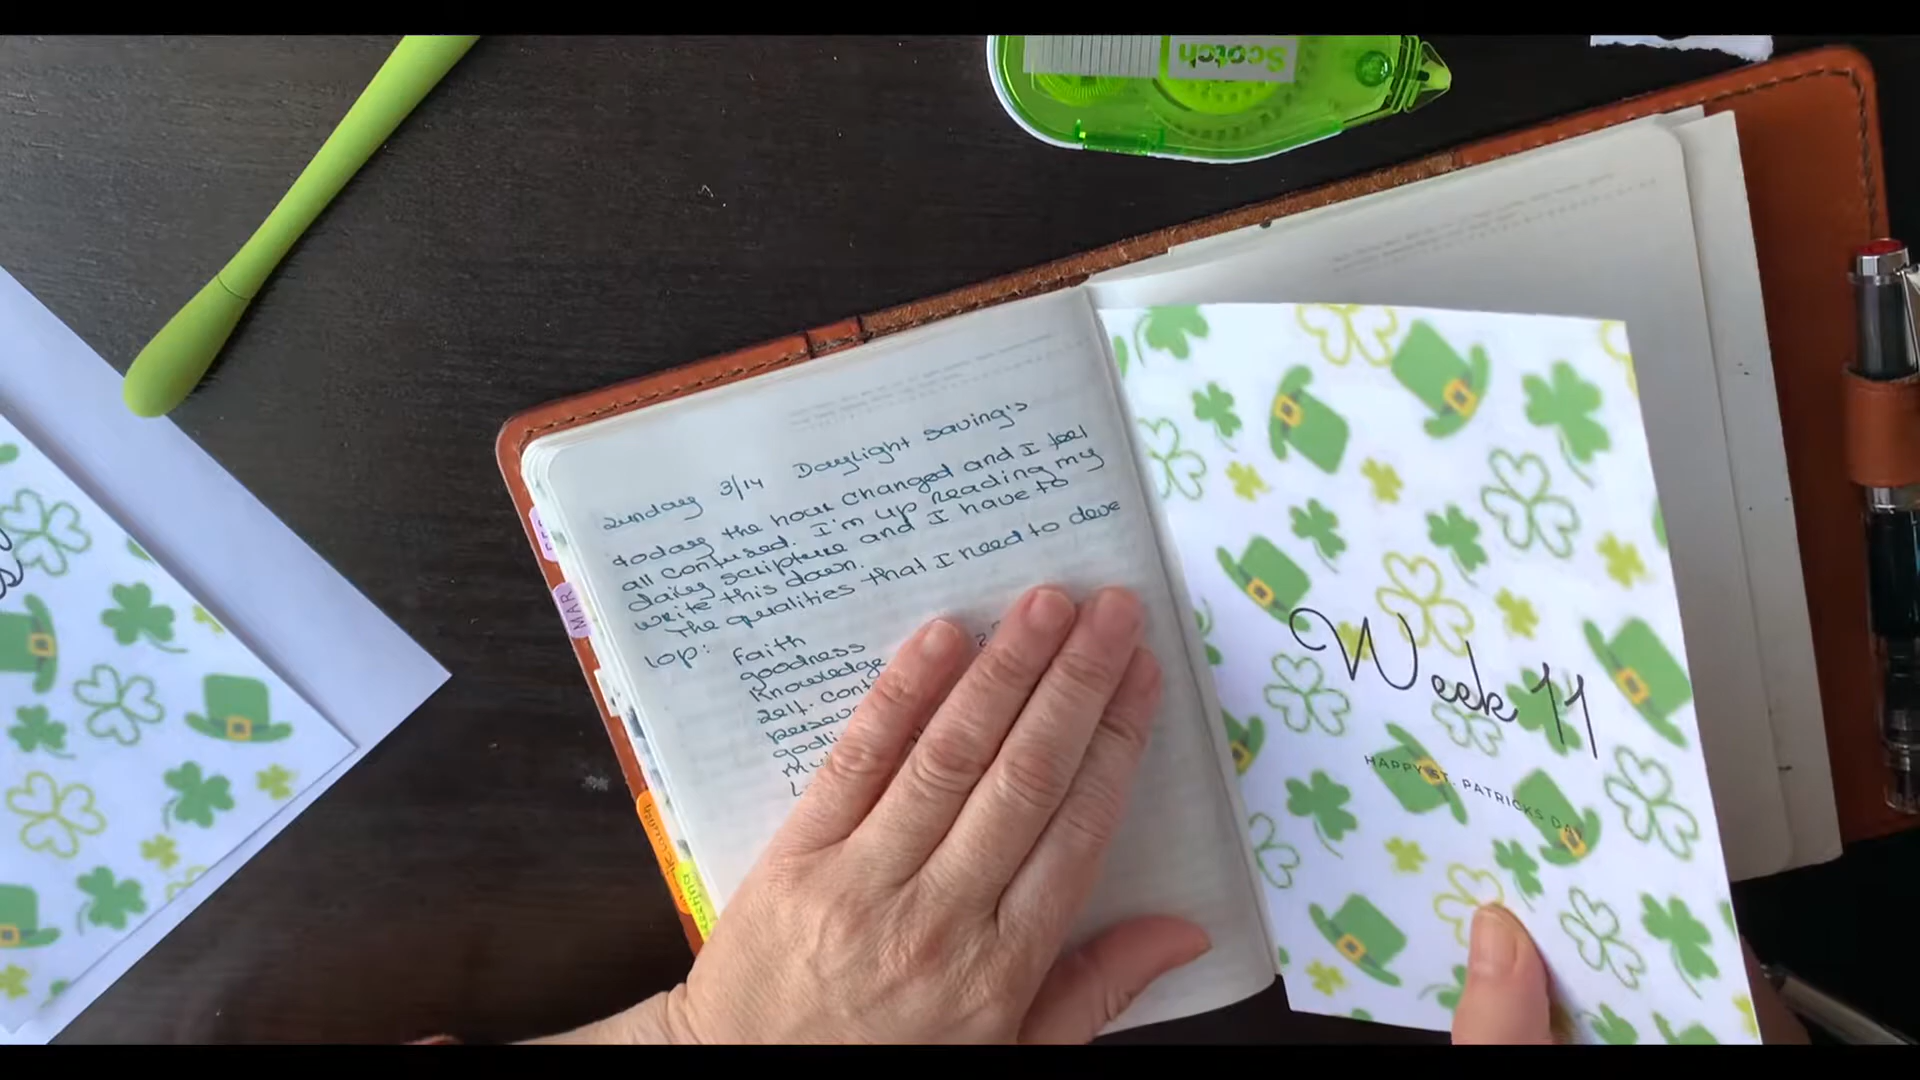 Scotch
Sunday 3/14 Daylight Saving's
today the hour changed and I feel
all confused. I'm up reading my
daily scripture and I have to
write this down.
The qualities that I need to deve
lop: faith
goodness
knowledge
self-cont
persev
godli
MAR
Week 11
HAPPY ST. PATRICKS DAY